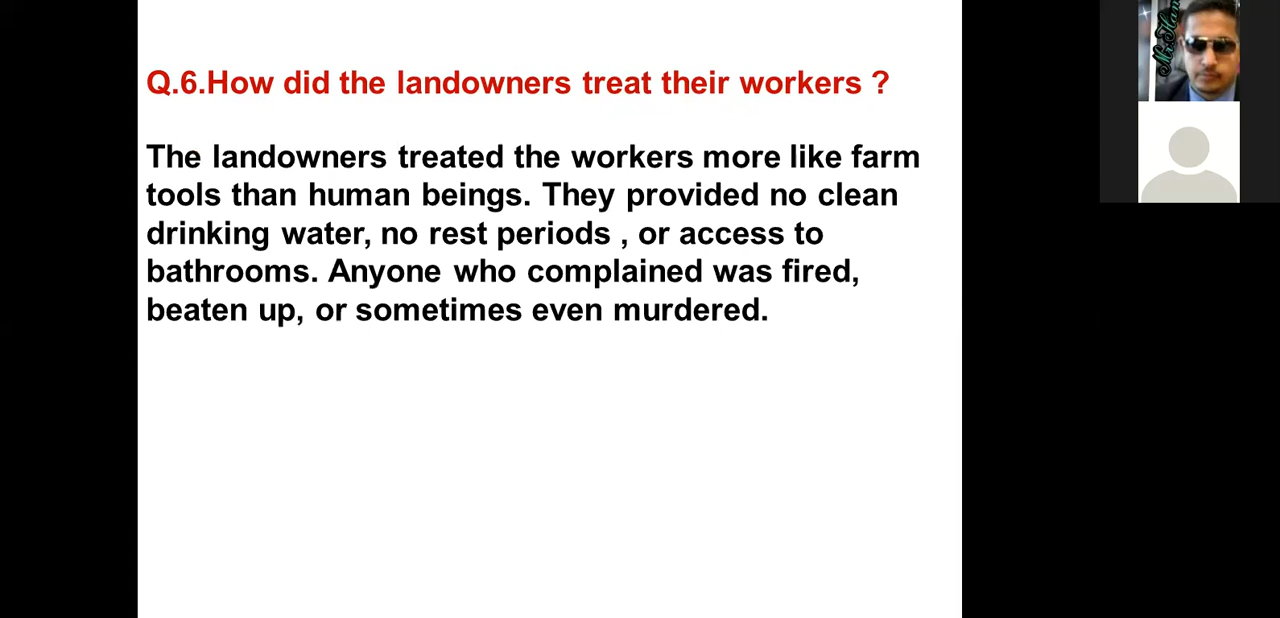 Q.6.How did the landowners treat their workers ?
The landowners treated the workers more like farm
tools than human beings. They provided no clean
drinking water, no rest periods , or access to
bathrooms. Anyone who complained was fired,
beaten up, or sometimes even murdered.